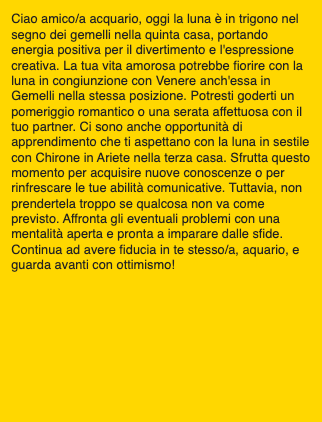 Ciao amico/a acquario, oggi la luna è in trigono nel
segno dei gemelli nella quinta casa, portando
energia positiva per il divertimento e l'espressione
creativa. La tua vita amorosa potrebbe fiorire con la
luna in congiunzione con Venere anch'essa in
Gemelli nella stessa posizione. Potresti goderti un
pomeriggio romantico o una serata affettuosa con il
tuo partner. Ci sono anche opportunità di
apprendimento che ti aspettano con la luna in sestile
con Chirone in Ariete nella terza casa. Sfrutta questo
momento per acquisire nuove conoscenze o per
rinfrescare le tue abilità comunicative. Tuttavia, non
prendertela troppo se qualcosa non va come
previsto. Affronta gli eventuali problemi con una
mentalità aperta e pronta a imparare dalle sfide.
Continua ad avere fiducia in te stesso/a, aquario, e
guarda avanti con ottimismo!